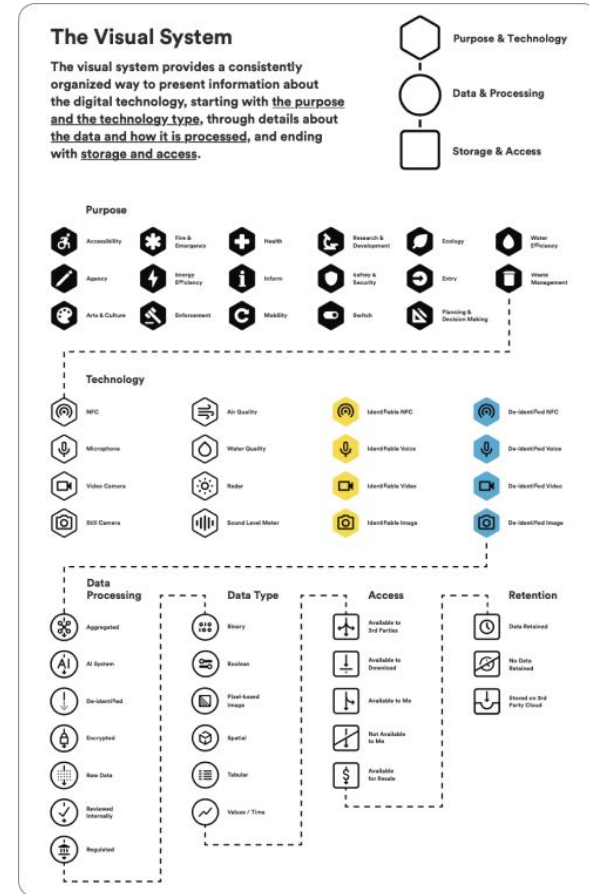 The Visual System
The visual system provides a consistently
organized way to present information about
the digital technology, starting with the purpose
and the technology type, through details about
the data and how it is processed, and ending
with storage and access.
Purpose & Technology
Data & Processing
Storage & Access
Purpose
Accessibility
Fire &
Emergency
Health
Research &
Development
Ecology
Water
Efficiency
Agency
Energy
Efficiency
Inform
Safety &
Security
Entry
Waste
Management
Arts & Culture
Enforcement
Mobility
Switch
Planning &
Decision Making
Technology
NFC
Air Quality
Identifiable NFC
De-identified NFC
Microphone
Water Quality
Identifiable Voice
De-identified Voice
Video Camera
Radar
Identifiable Video
De-identified Video
Still Camera
Sound Level Meter
Identifiable Image
De-identified Image
Data
Processing
Aggregated
AI
AI System
De-identified
Encrypted
Raw Data
Reviewed
Internally
Regulated
Data Type
Binary
Boolean
Pixel-based
Image
Spatial
Tabular
Values / Time
Access
Available to
3rd Parties
Available to
Download
Available to Me
Not Available
to Me
$
Available
for Resale
Retention
Data Retained
No Data
Retained
Stored on 3rd
Party Cloud